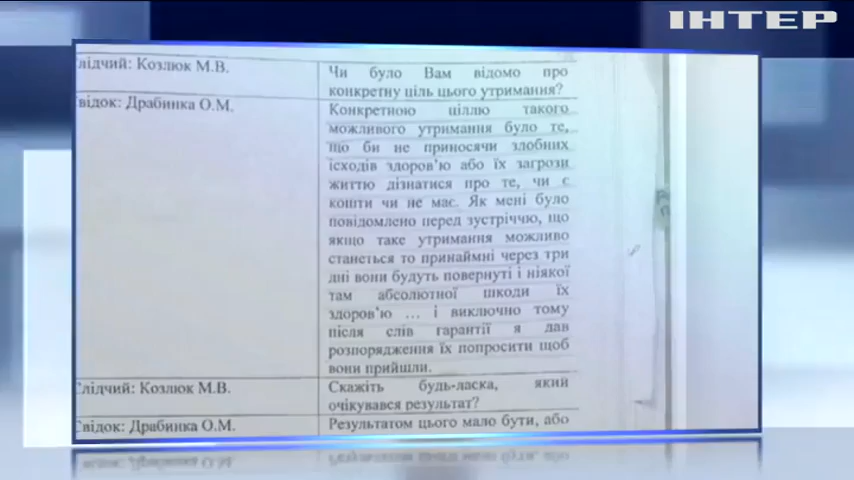 ІНТЕР
Слідчий: Козлюк М.В.
Чи було Вам відомо про
конкретну ціль цього утримання?
Свідок: Драбинка О.М.
Конкретною ціллю такого
можливого утримання було те,
що би не приносячи злобних
ісходів здоров'ю або їх загрози
життю дізнатися про те, чи є
кошти чи не має. Як мені було
повідомлено перед зустріччю, що
якщо таке утримання можливо
станеться то принаймні через три
дні вони будуть повернуті і ніякої
там абсолютної шкоди їх
здоров'ю ... і виключно тому
після слів гарантії я дав
розпорядження їх попросити щоб
вони прийшли.
Слідчий: Козлюк М.В.
Скажіть будь-ласка, який
очікувався результат?
Свідок: Драбинка О.М.
Результатом цього мало бути, або